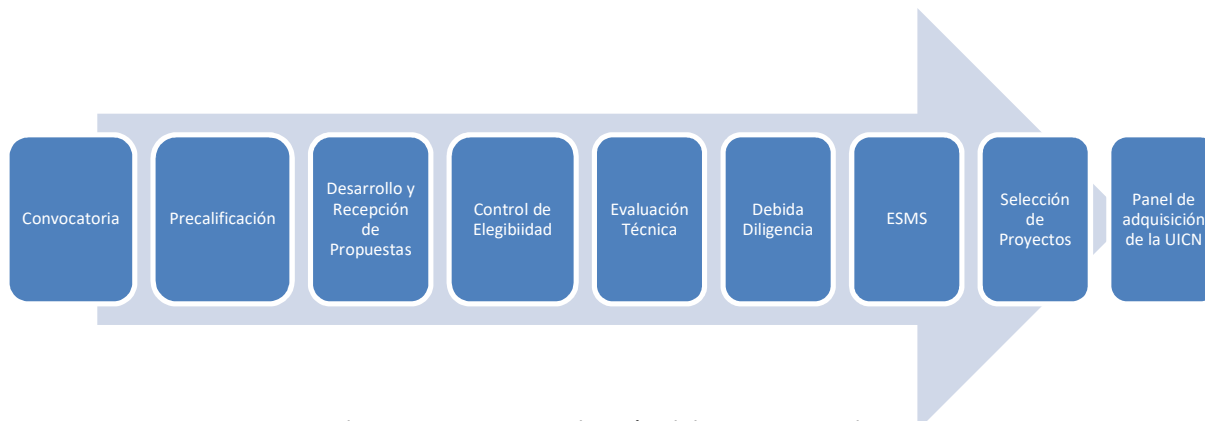 Convocatoria
Precalificación
Desarrollo y
Recepción
de
Propuestas
Control de
Elegibiidad
Evaluación
Técnica
Debida
Diligencia
ESMS
Selección
de
Proyectos
Panel de
adquisición
de la UICN